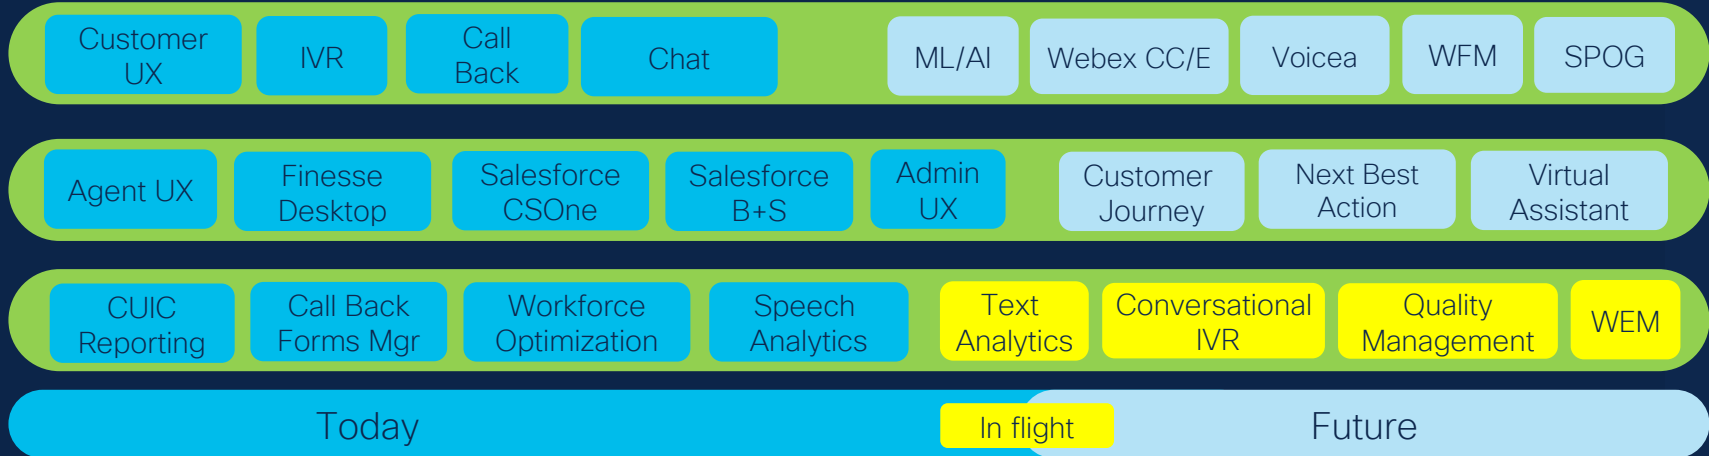 Customer
UX
IVR
Call
Back
Chat
ML/AI
Webex CC/E
Voicea
WFM
SPOG
Agent UX
Finesse
Desktop
Salesforce
CSOne
Salesforce
B+S
Admin
UX
Customer
Journey
Next Best
Action
Virtual
Assistant
CUIC
Reporting
Call Back
Forms Mgr
Workforce
Optimization
Speech
Analytics
Text
Analytics
Conversational
IVR
Quality
Management
WEM
Today
In flight
Future